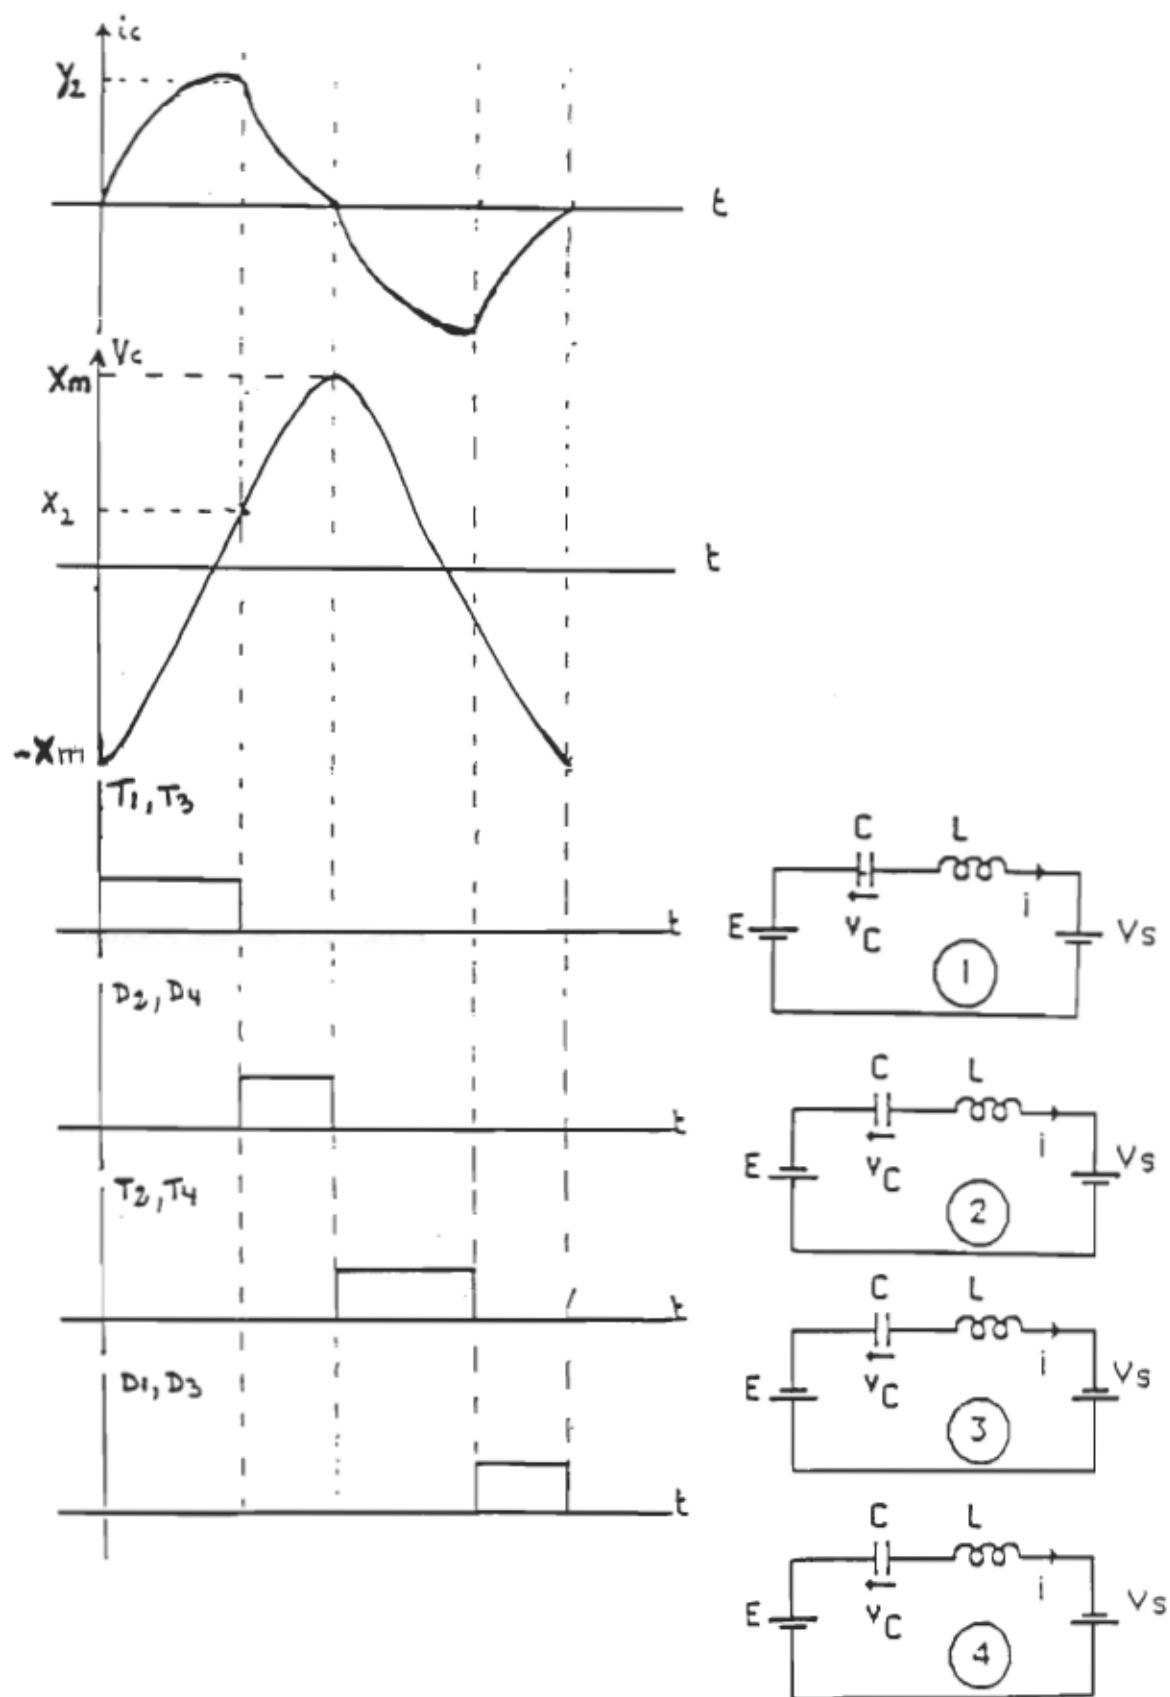 ic
Y2
t
Vc
Xm
X2
t
-Xm
T1, T3
t
D2, D4
t
T2, T4
t
D1, D3
t
C L
E VC i VS
1
C L
E VC i VS
2
C L
E VC i VS
3
C L
E VC i VS
4